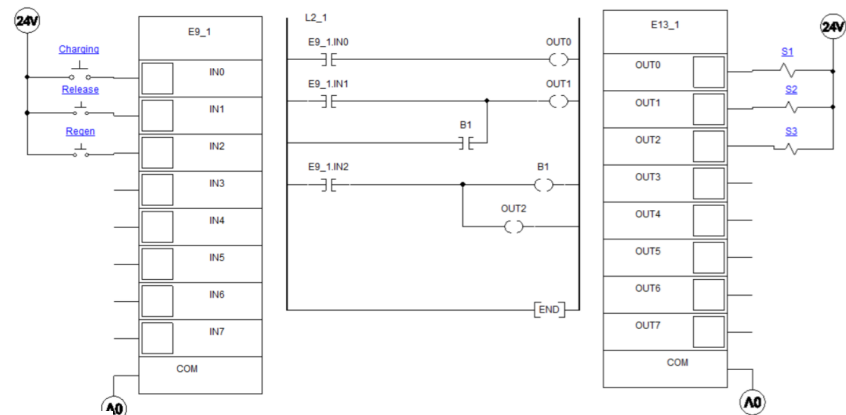 24V
Charging
Release
Regen
E9_1
IN0
IN1
IN2
IN3
IN4
IN5
IN6
IN7
COM
0V
L2_1
E9_1.IN0 OUT0
E9_1.IN1 OUT1
B1
E9_1.IN2 B1
OUT2
END
E13_1
OUT0
OUT1
OUT2
OUT3
OUT4
OUT5
OUT6
OUT7
COM
24V
S1
S2
S3
0V